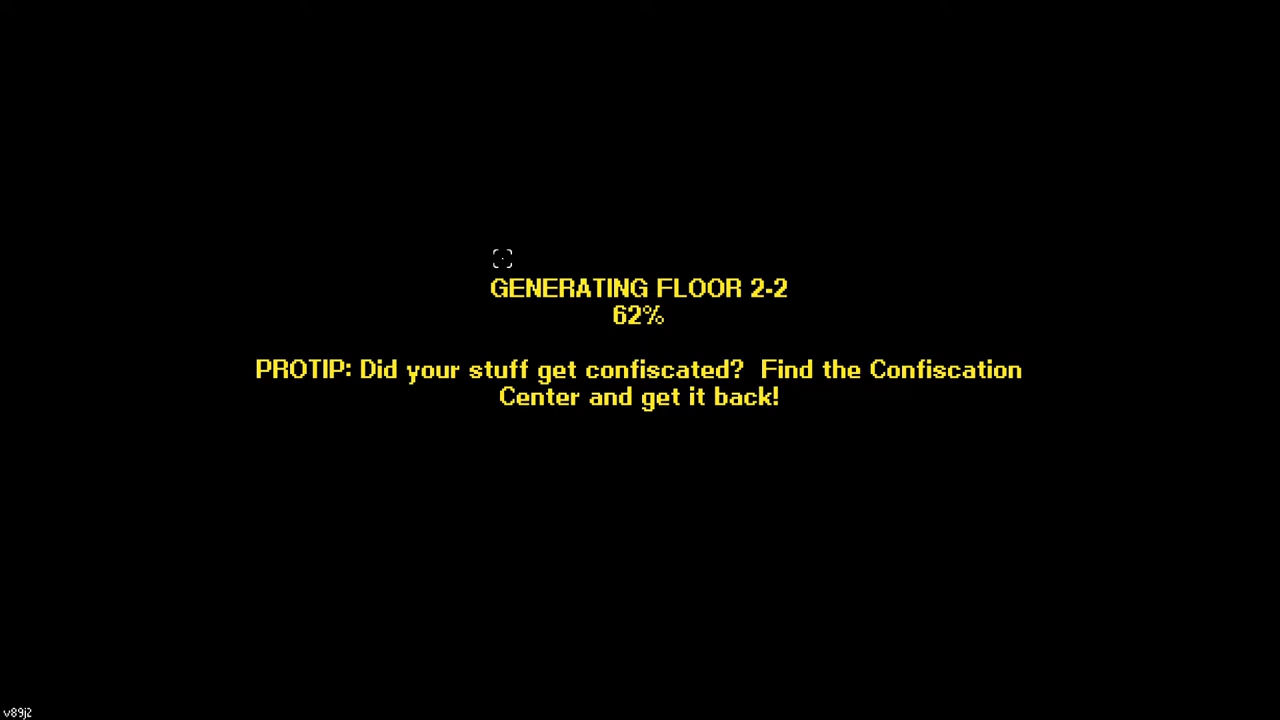 GENERATING FLOOR 2-2
62%
PROTIP: Did your stuff get confiscated?  Find the Confiscation
Center and get it back!
v89j2